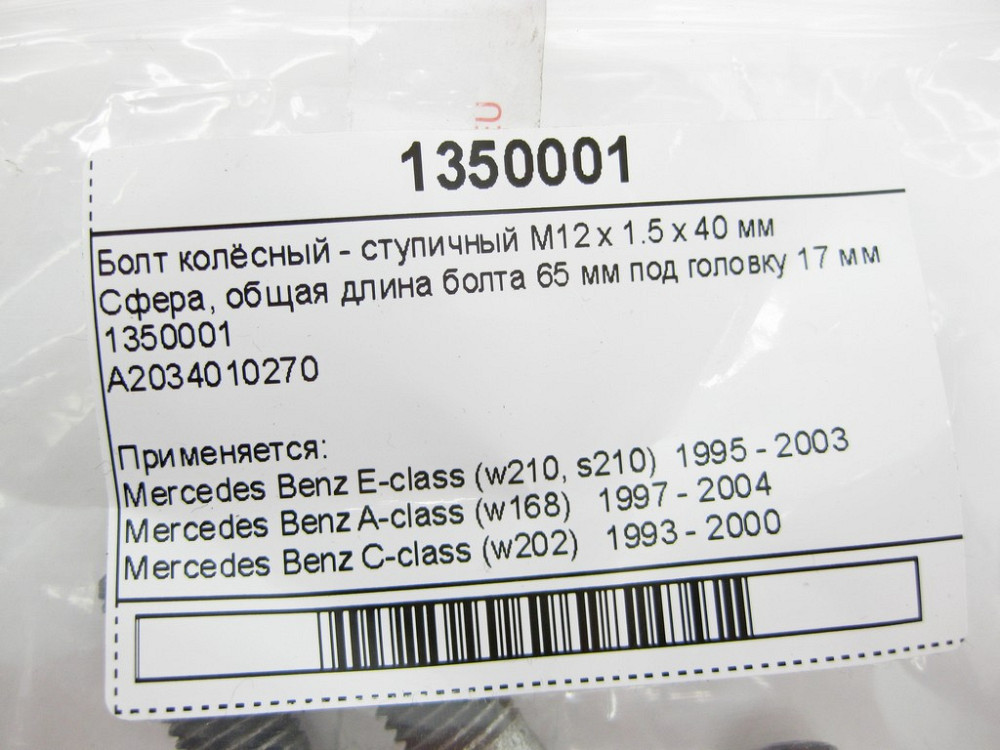 EU
1350001
Болт колёсный - ступичный M12 x 1.5 x 40 мм
Сфера, общая длина болта 65 мм под головку 17 мм
1350001
A2034010270
Применяется:
Mercedes Benz E-class (w210, s210) 1995 - 2003
Mercedes Benz A-class (w168) 1997 - 2004
Mercedes Benz C-class (w202) 1993 - 2000